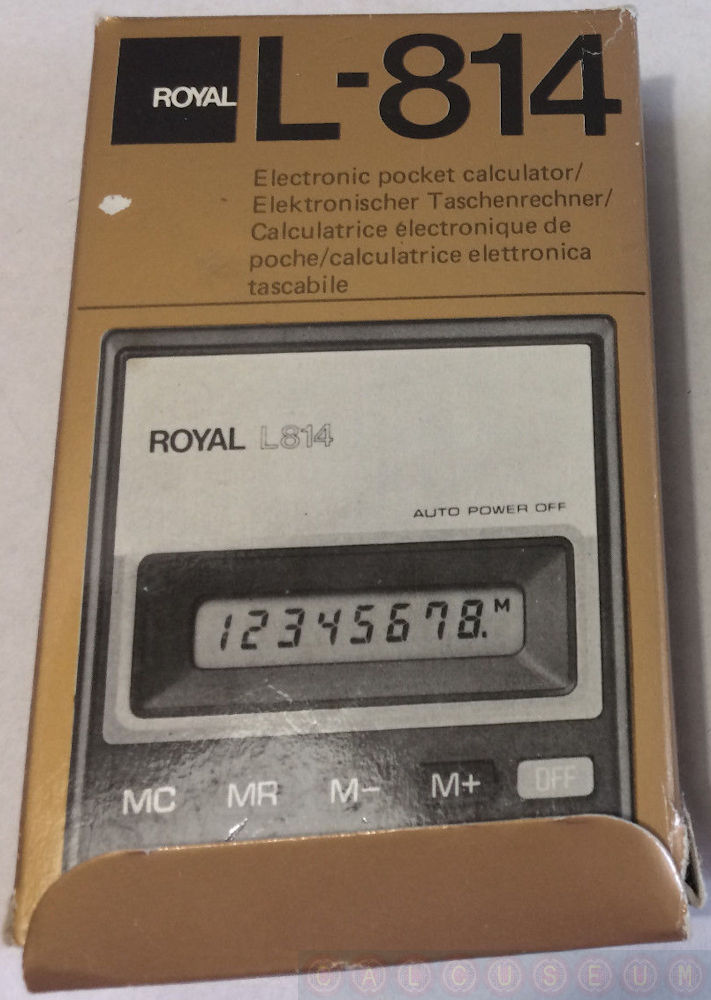 ROYAL L-814
Electronic pocket calculator/
Elektronischer Taschenrechner/
Calculatrice électronique de
poche/calculatrice elettronica
tascabile
ROYAL L814
AUTO POWER OFF
12345678. M
MC MR M− M+ OFF
CALCUSEUM